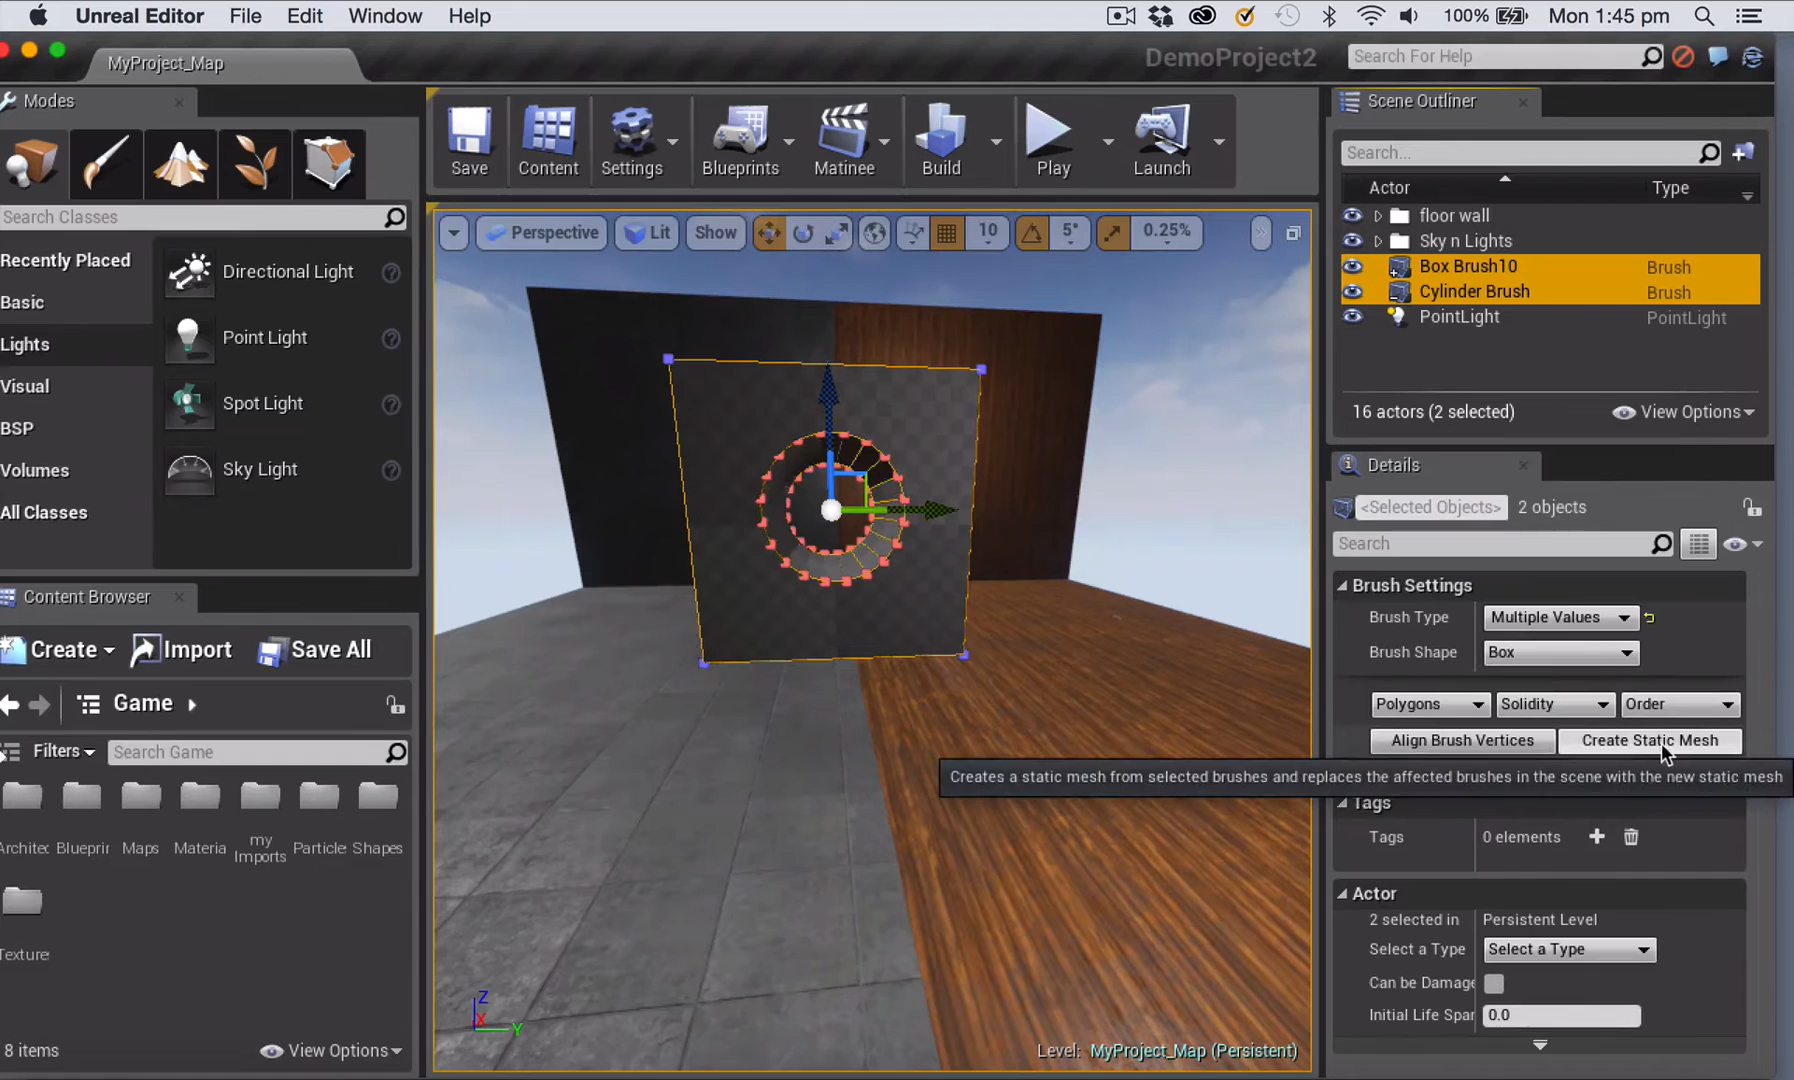 Unreal Editor File Edit Window Help 100% Mon 1:45 pm
MyProject_Map
DemoProject2
Search For Help
Modes
Search Classes
Recently Placed
Basic
Lights
Visual
BSP
Volumes
All Classes
Directional Light
Point Light
Spot Light
Sky Light
Save
Content
Settings
Blueprints
Matinee
Build
Play
Launch
Perspective
Lit
Show
10
5°
0.25%
Scene Outliner
Search...
Actor Type
floor wall
Sky n Lights
Box Brush10 Brush
Cylinder Brush Brush
PointLight PointLight
16 actors (2 selected) View Options
Details
<Selected Objects> 2 objects
Search
Brush Settings
Brush Type Multiple Values
Brush Shape Box
Polygons Solidity Order
Align Brush Vertices Create Static Mesh
Creates a static mesh from selected brushes and replaces the affected brushes in the scene with the new static mesh
Tags
Tags 0 elements
Actor
2 selected in Persistent Level
Select a Type Select a Type
Can be Damage
Initial Life Spar 0.0
Content Browser
Create Import Save All
Game
Filters Search Game
Architec
Blueprir
Maps
Materia
my
Imports
Particle
Shapes
Texture
8 items View Options
Z
X
Y
Level: MyProject_Map (Persistent)